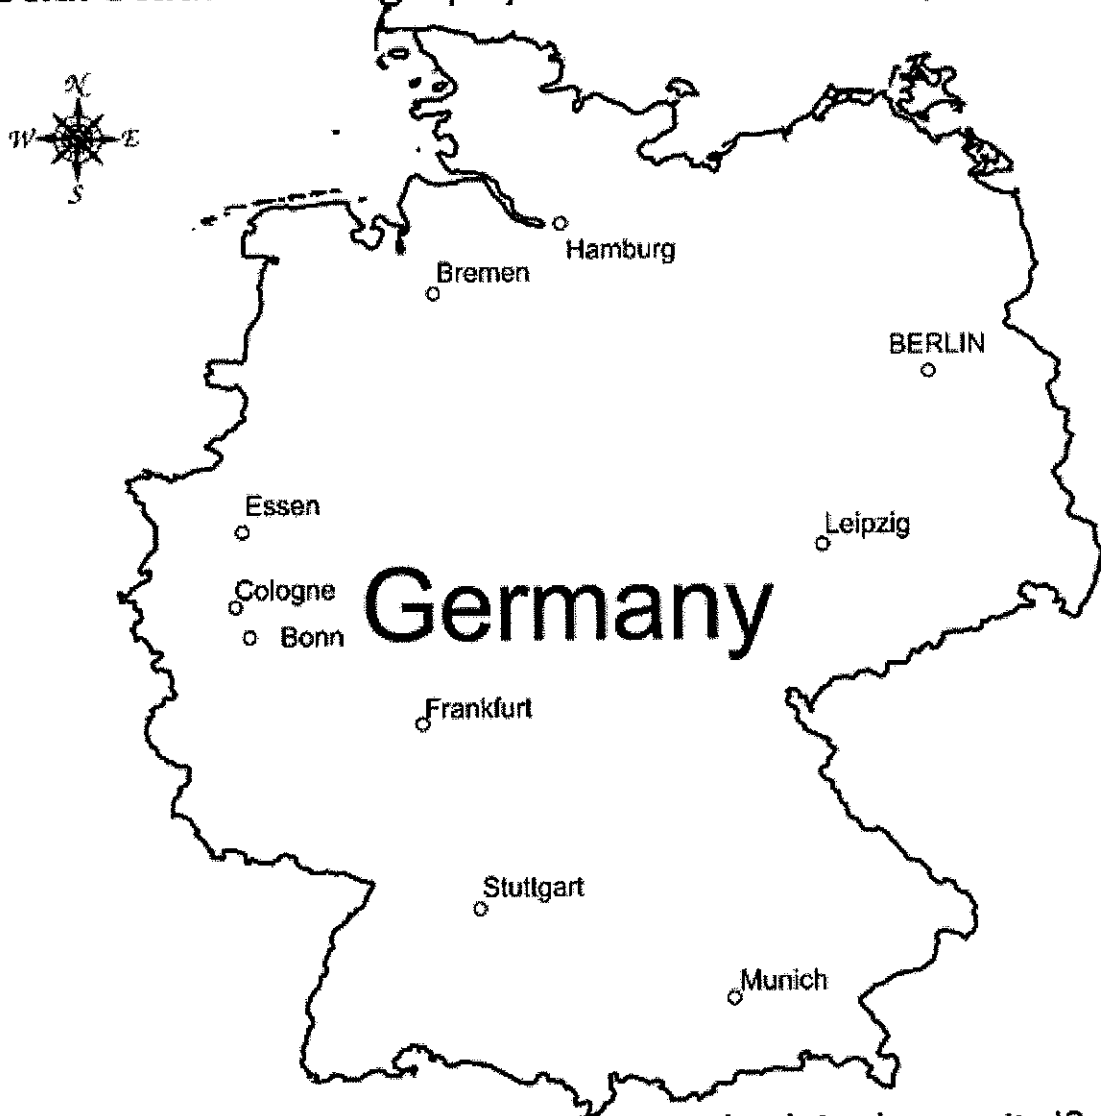 N
W E
S
Hamburg
Bremen
BERLIN
Essen
Leipzig
Cologne
Germany
Bonn
Frankfurt
Stuttgart
Munich